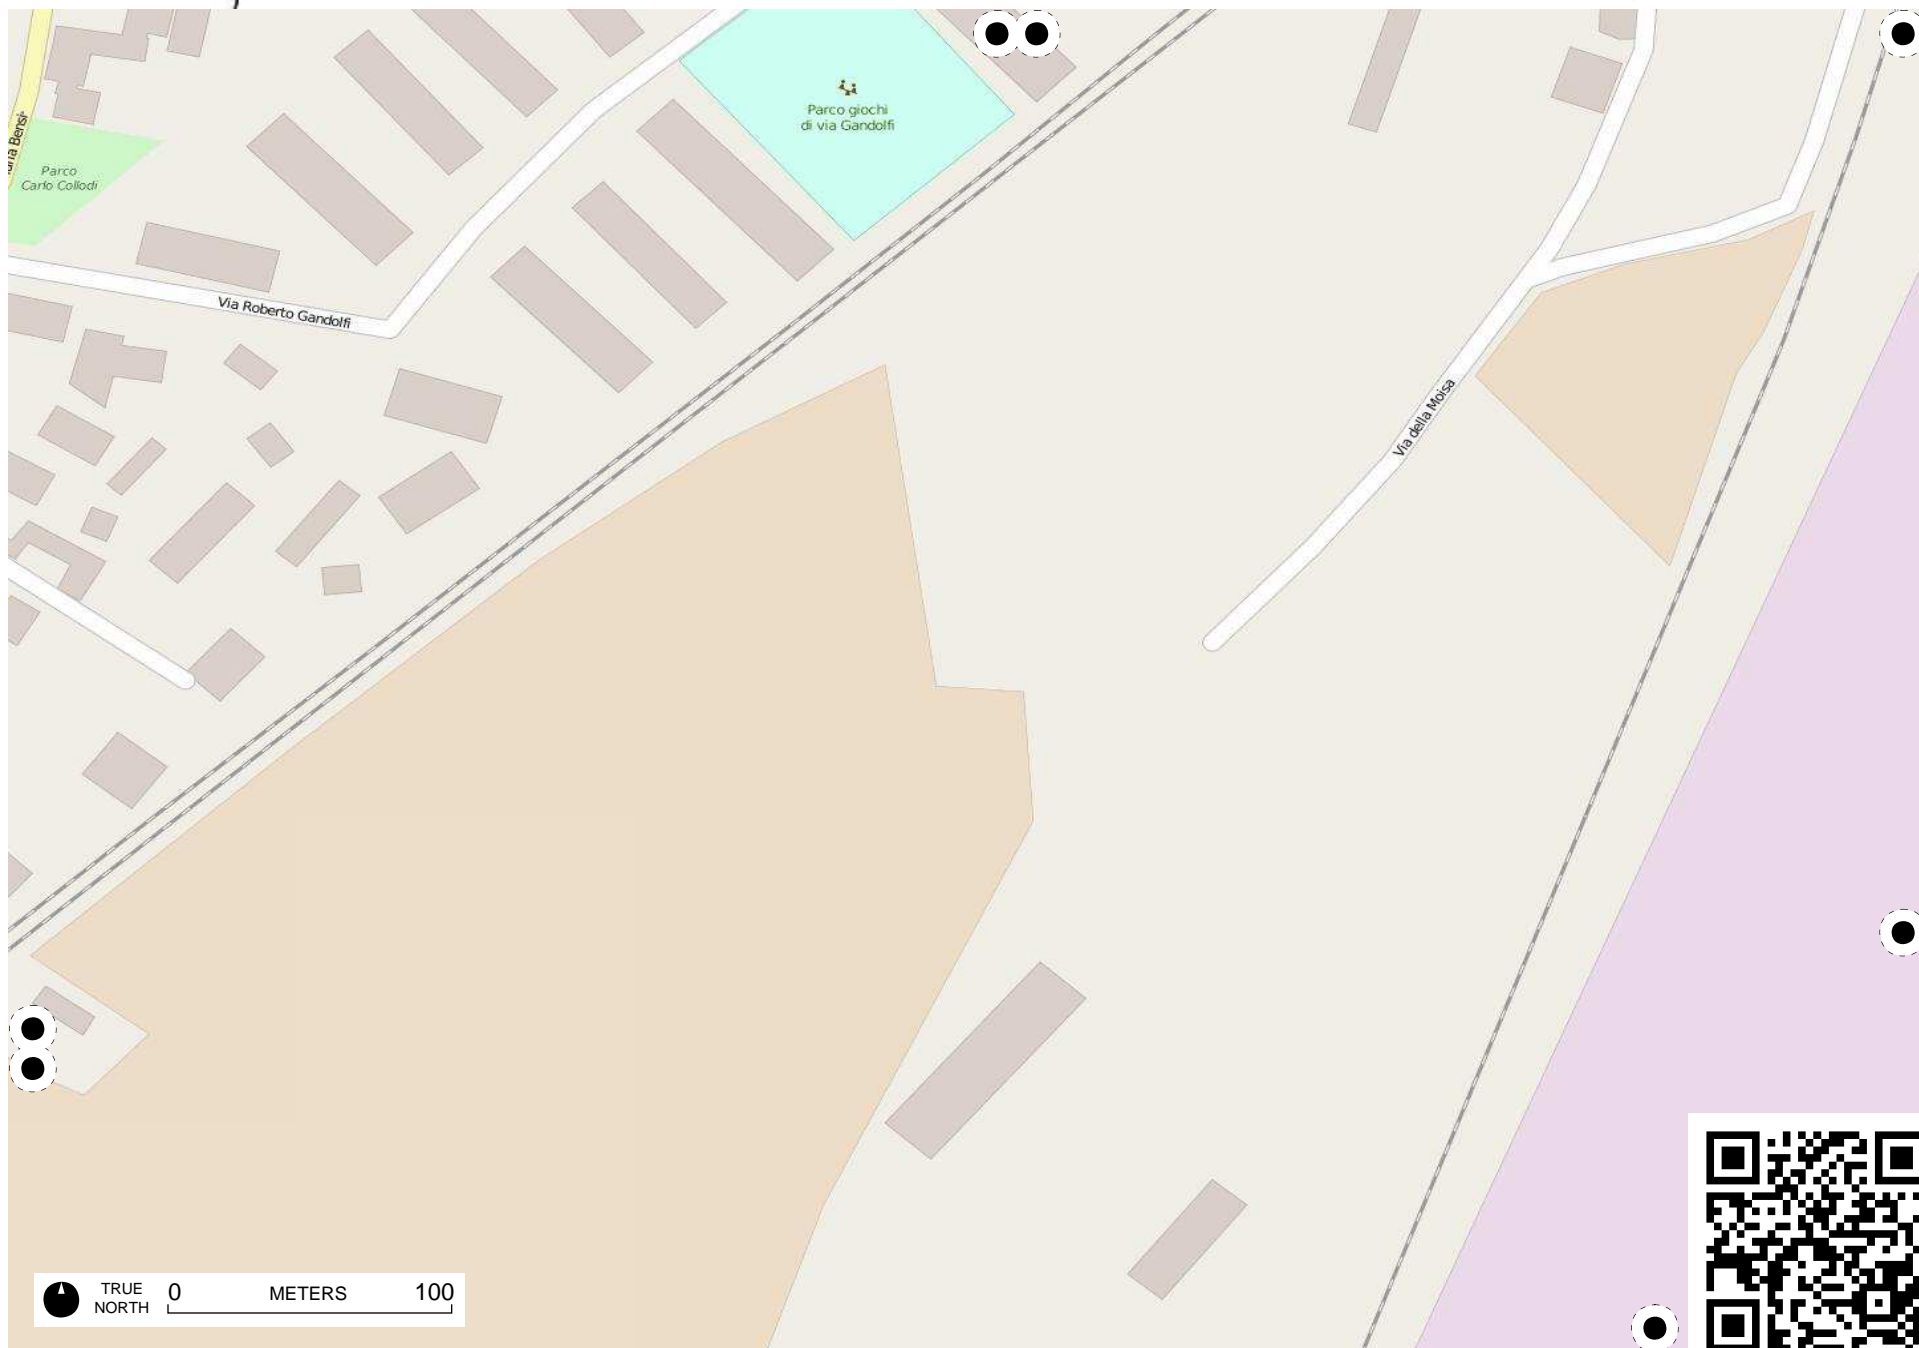 Parco giochi
di via Gandolfi
Parco
Carlo Collodi
Via Roberto Gandolfi
Via della Moisa
TRUE
NORTH
0 METERS 100